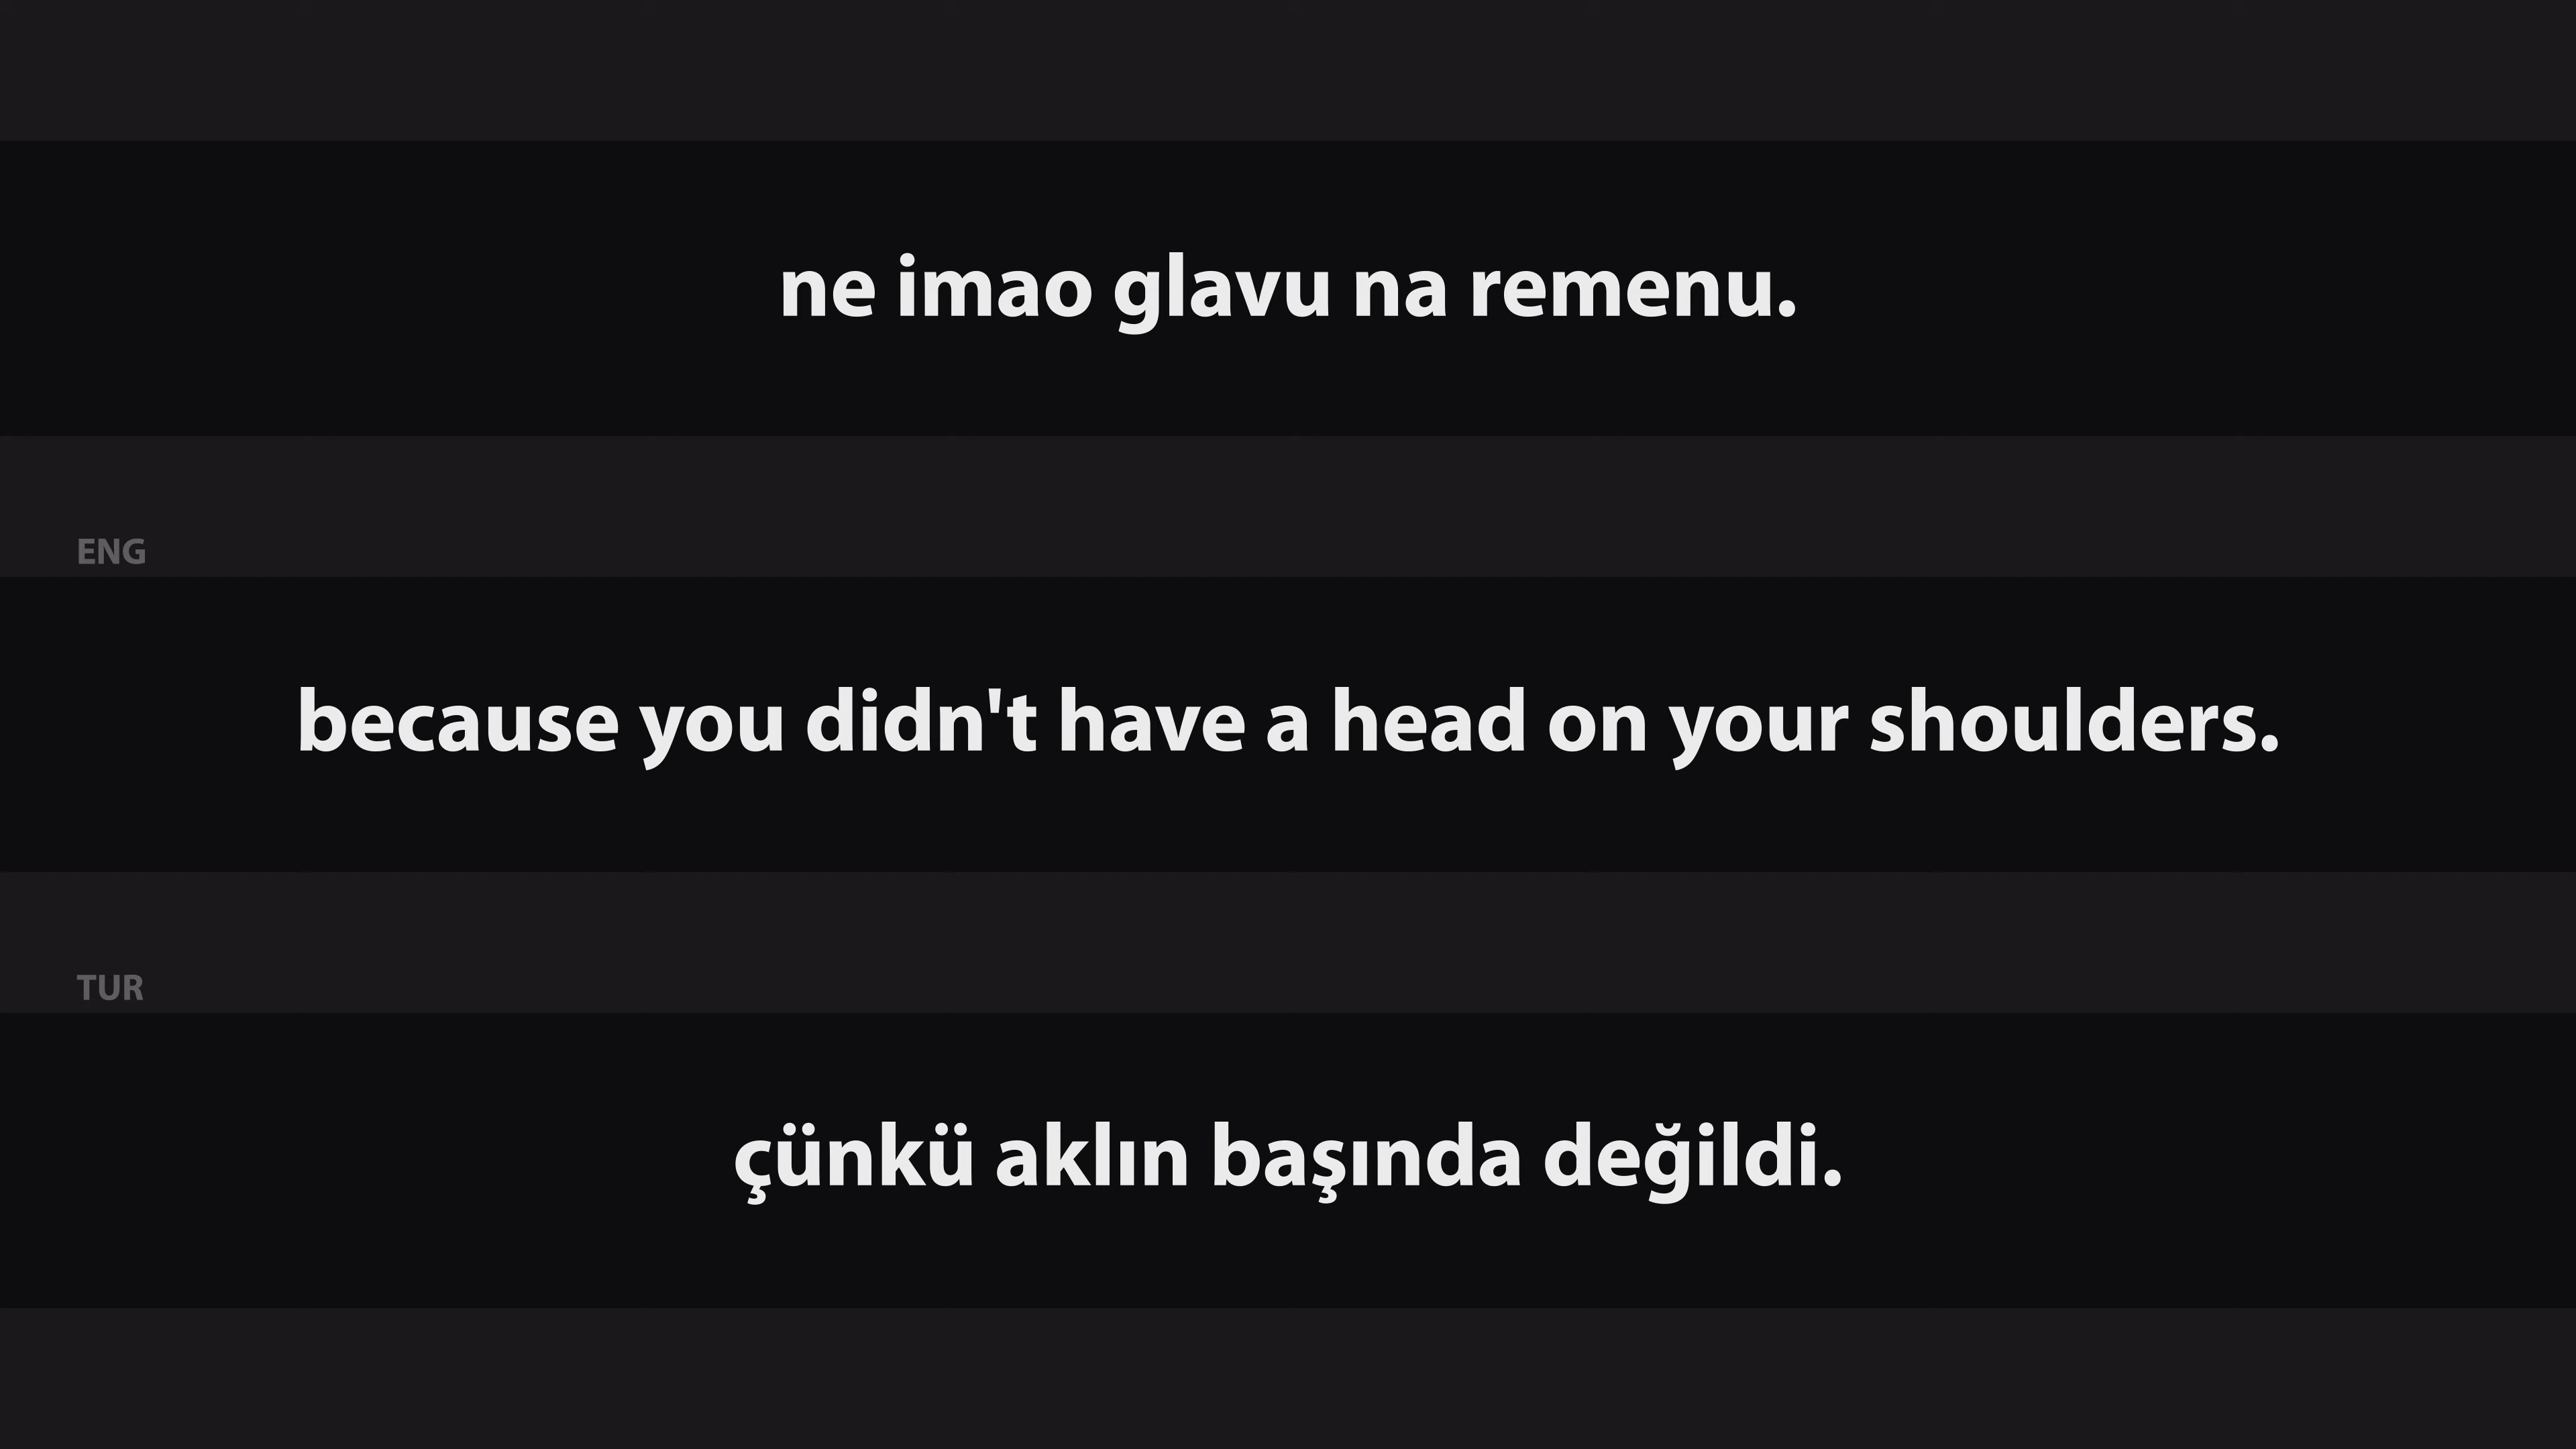 ne imao glavu na remenu.
ENG
because you didn't have a head on your shoulders.
TUR
çünkü aklın başında değildi.